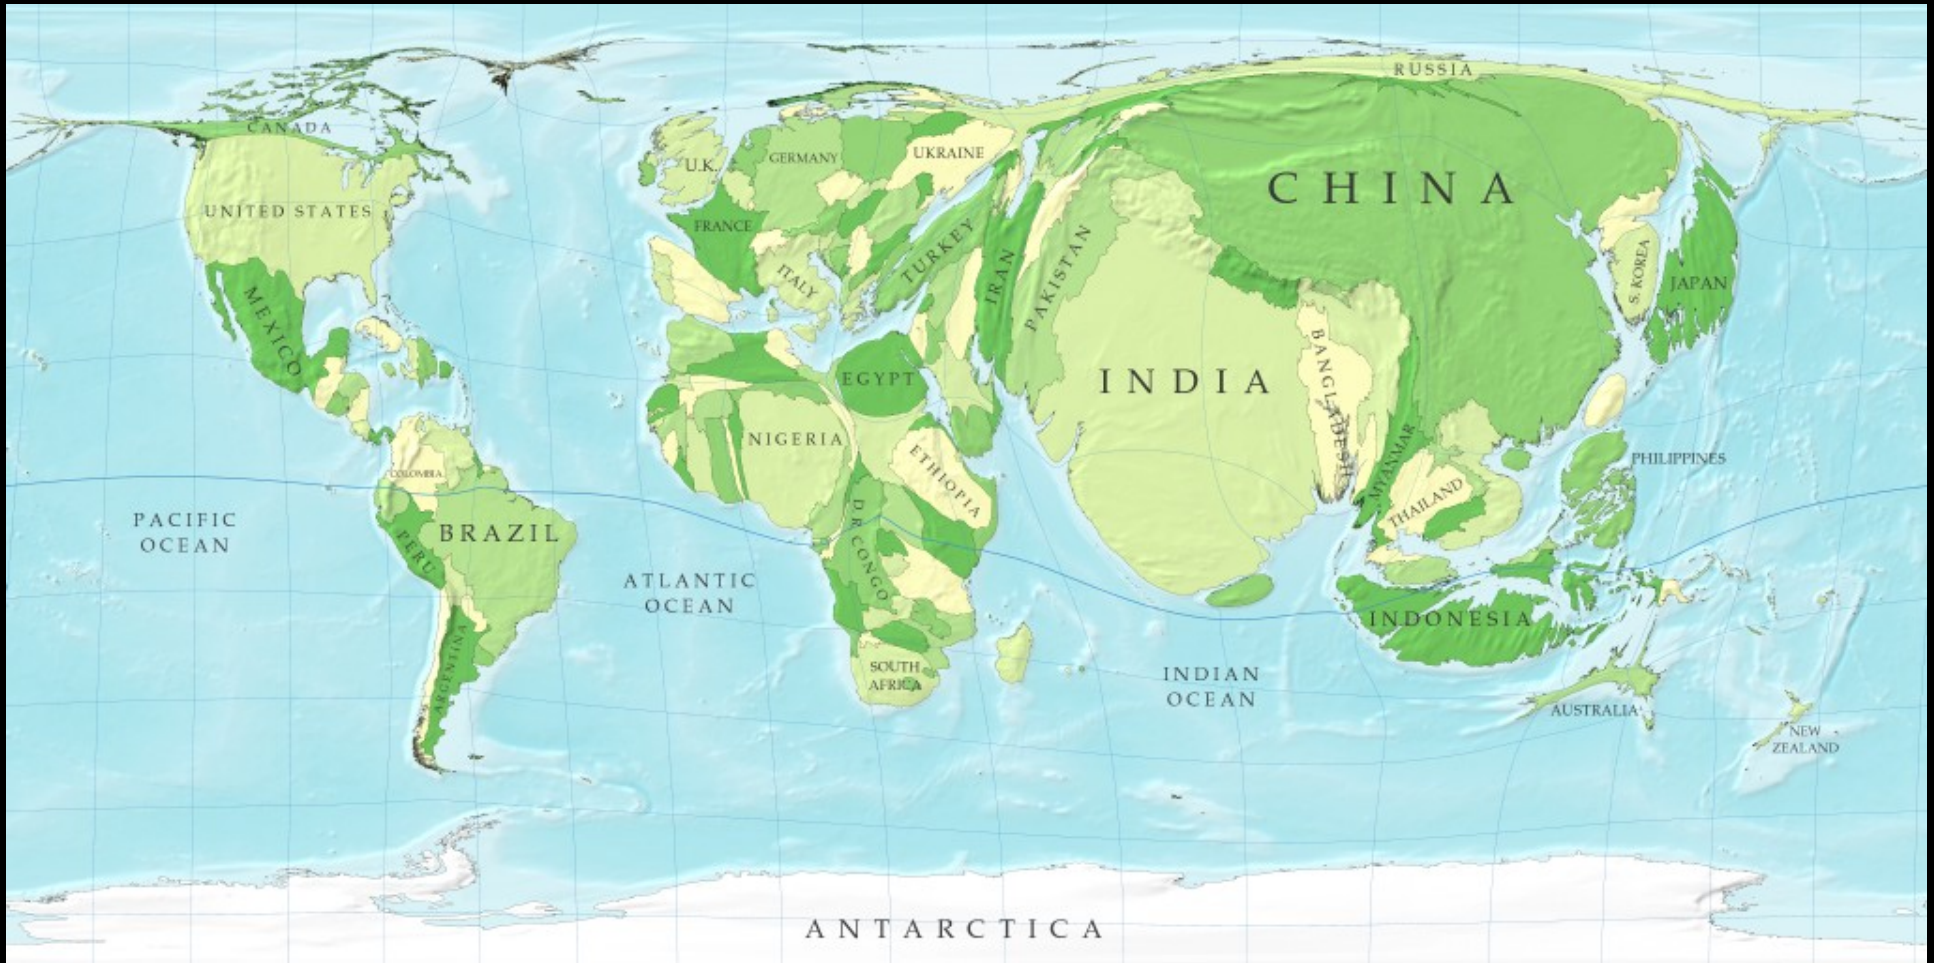 RUSSIA
CANADA
UKRAINE
U.K.
GERMANY
CHINA
UNITED STATES
FRANCE
TURKEY
ITALY
IRAN
PAKISTAN
S. KOREA
JAPAN
MEXICO
EGYPT
INDIA
BANGLADESH
NIGERIA
ETHIOPIA
MYANMAR
PHILIPPINES
COLOMBIA
THAILAND
PACIFIC
OCEAN
BRAZIL
PERU
D.R. CONGO
ATLANTIC
OCEAN
INDONESIA
ARGENTINA
SOUTH
AFRICA
INDIAN
OCEAN
AUSTRALIA
NEW
ZEALAND
ANTARCTICA